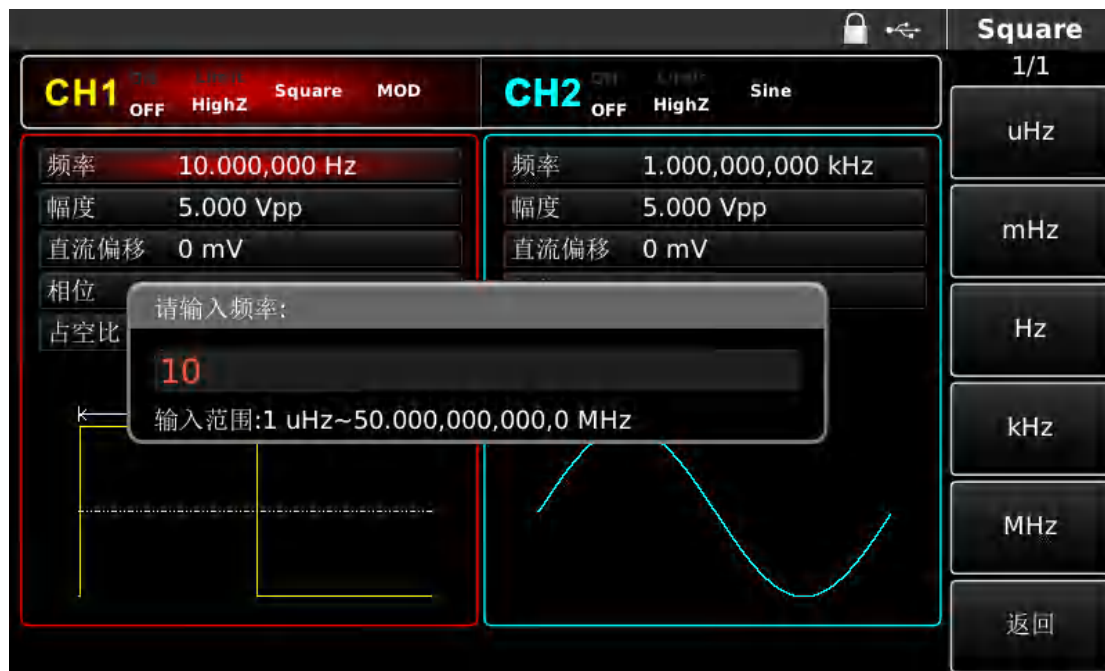 Square
1/1
CH1 OFF HighZ Square MOD
CH2 OFF HighZ Sine
频率 10.000,000 Hz
幅度 5.000 Vpp
直流偏移 0 mV
相位
占空比
频率 1.000,000,000 kHz
幅度 5.000 Vpp
直流偏移 0 mV
请输入频率:
10
输入范围:1 uHz~50.000,000,000,0 MHz
uHz
mHz
Hz
kHz
MHz
返回